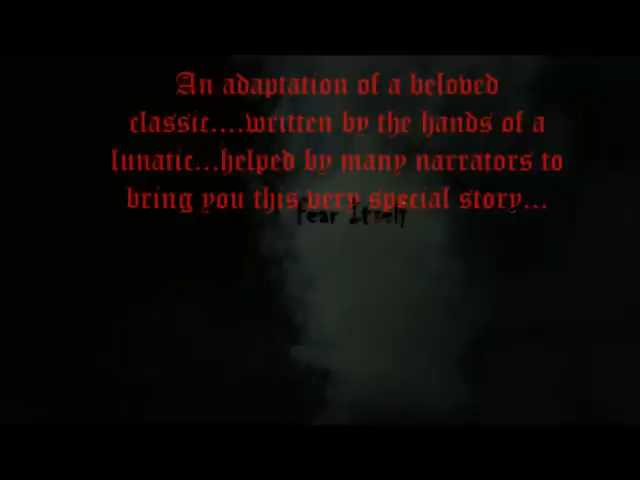 An adaptation of a beloved
classic....written by the hands of a
lunatic...helped by many narrators to
bring you this very special story...
Fear Itself